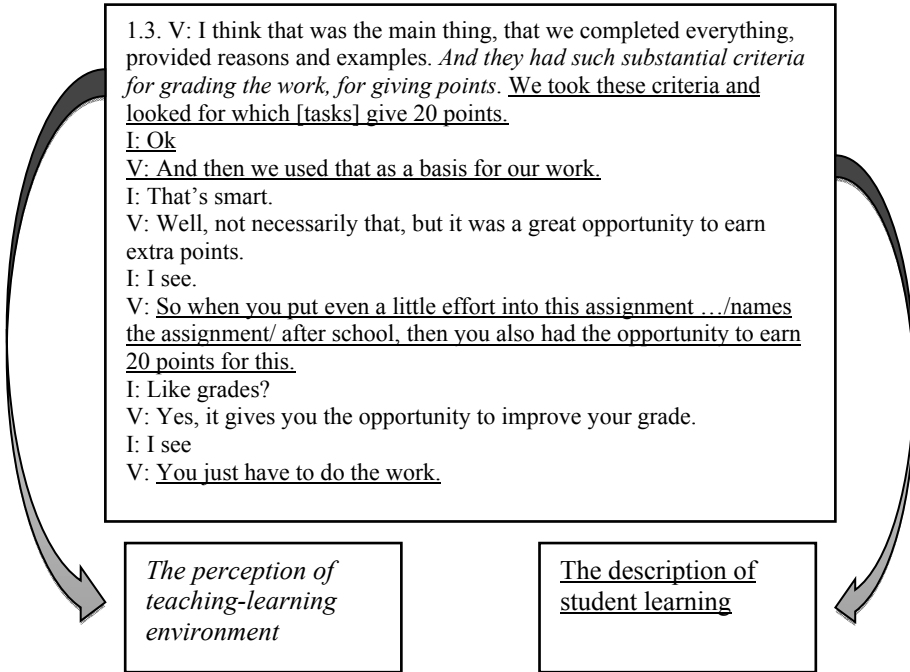 1.3. V: I think that was the main thing, that we completed everything,
provided reasons and examples. And they had such substantial criteria
for grading the work, for giving points. We took these criteria and
looked for which [tasks] give 20 points.
I: Ok
V: And then we used that as a basis for our work.
I: That’s smart.
V: Well, not necessarily that, but it was a great opportunity to earn
extra points.
I: I see.
V: So when you put even a little effort into this assignment …/names
the assignment/ after school, then you also had the opportunity to earn
20 points for this.
I: Like grades?
V: Yes, it gives you the opportunity to improve your grade.
I: I see
V: You just have to do the work.
The perception of
teaching-learning
environment
The description of
student learning